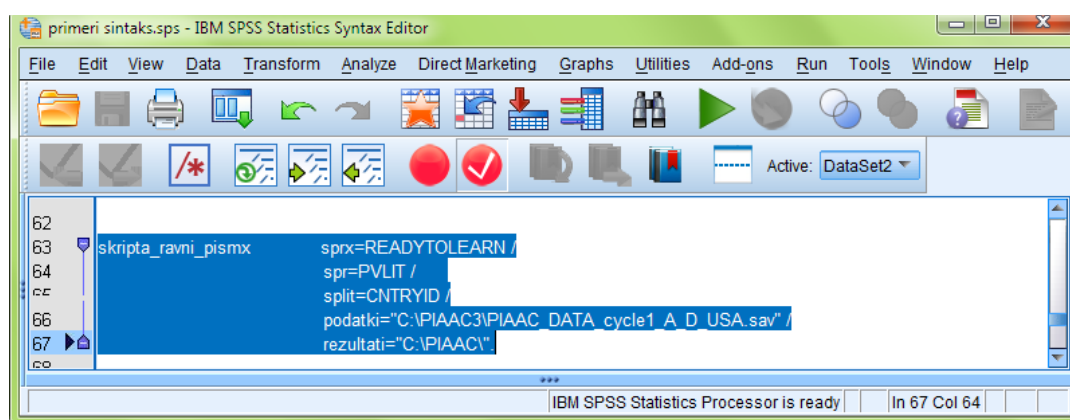 primeri sintaks.sps - IBM SPSS Statistics Syntax Editor
File Edit View Data Transform Analyze Direct Marketing Graphs Utilities Add-ons Run Tools Window Help
/*
Active: DataSet2
62
63 skripta_ravni_pismx sprx=READYTOLEARN /
64 spr=PVLIT /
split=CNTRYID /
66 podatki="C:\PIAAC3\PIAAC_DATA_cycle1_A_D_USA.sav" /
67 rezultati="C:\PIAAC\".
IBM SPSS Statistics Processor is ready In 67 Col 64